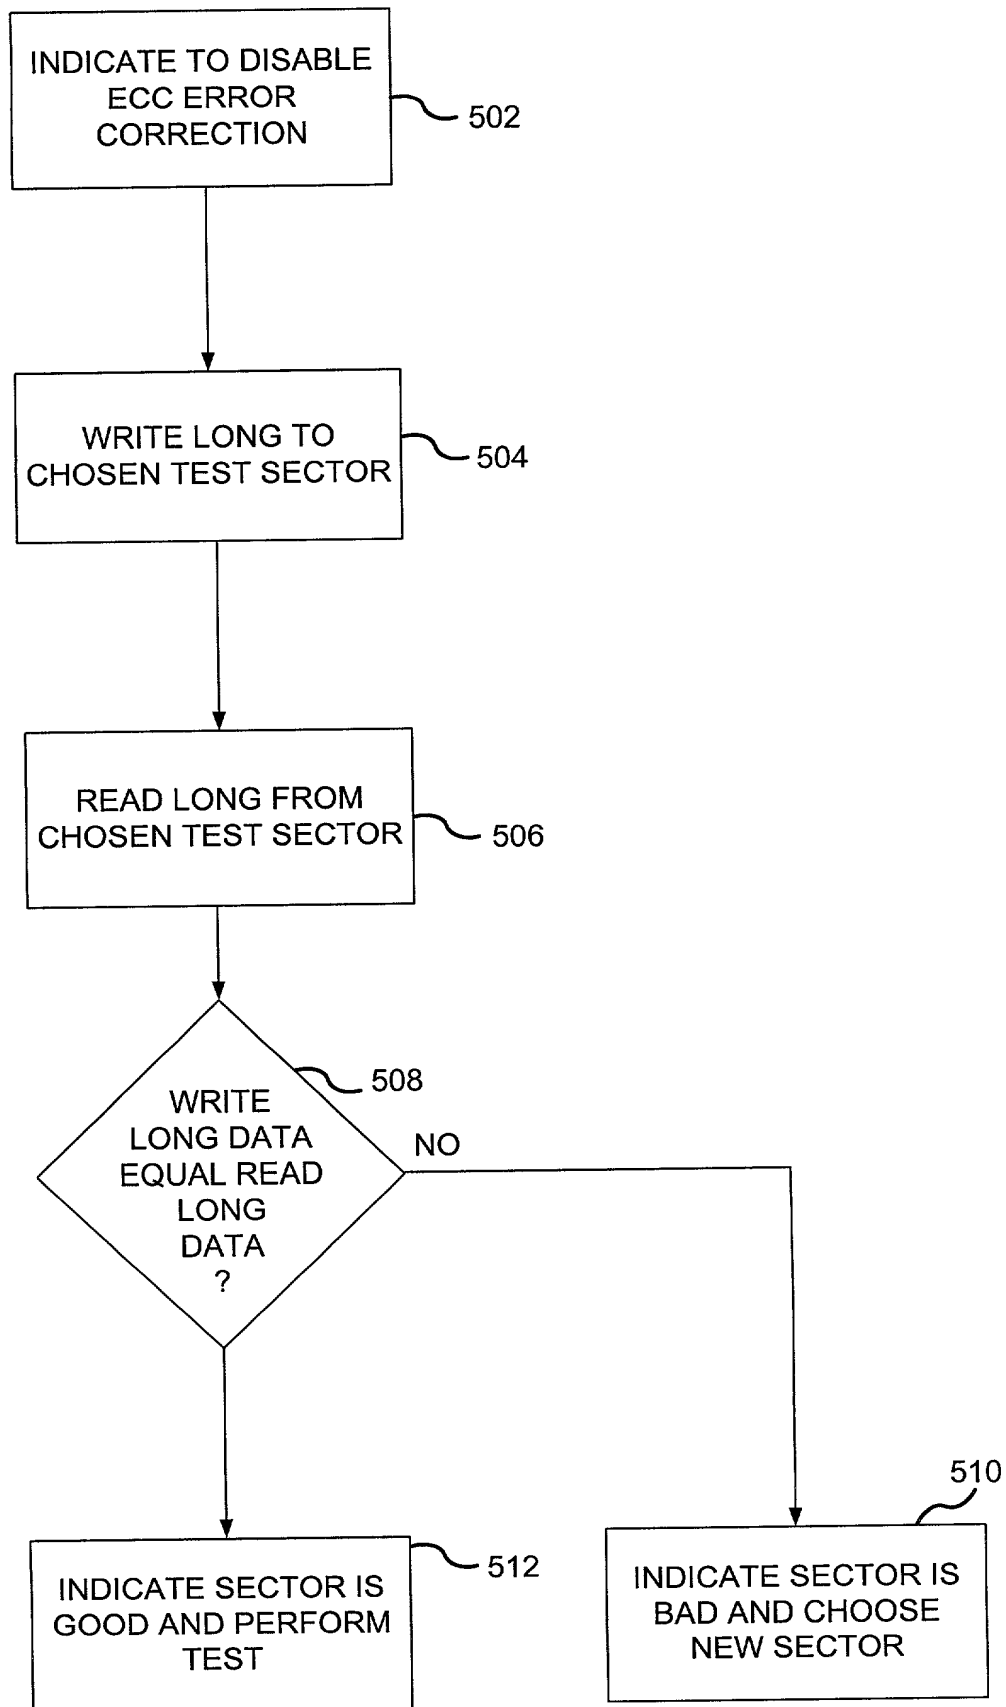 INDICATE TO DISABLE
ECC ERROR
CORRECTION
502
WRITE LONG TO
CHOSEN TEST SECTOR
504
READ LONG FROM
CHOSEN TEST SECTOR
506
508
WRITE
LONG DATA
EQUAL READ
LONG
DATA
?
NO
512
INDICATE SECTOR IS
GOOD AND PERFORM
TEST
510
INDICATE SECTOR IS
BAD AND CHOOSE
NEW SECTOR